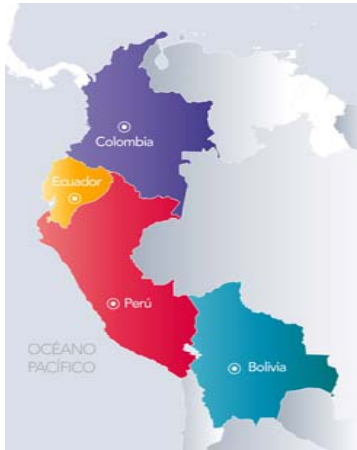 Colombia
Ecuador
Perú
OCÉANO
PACÍFICO
Bolivia